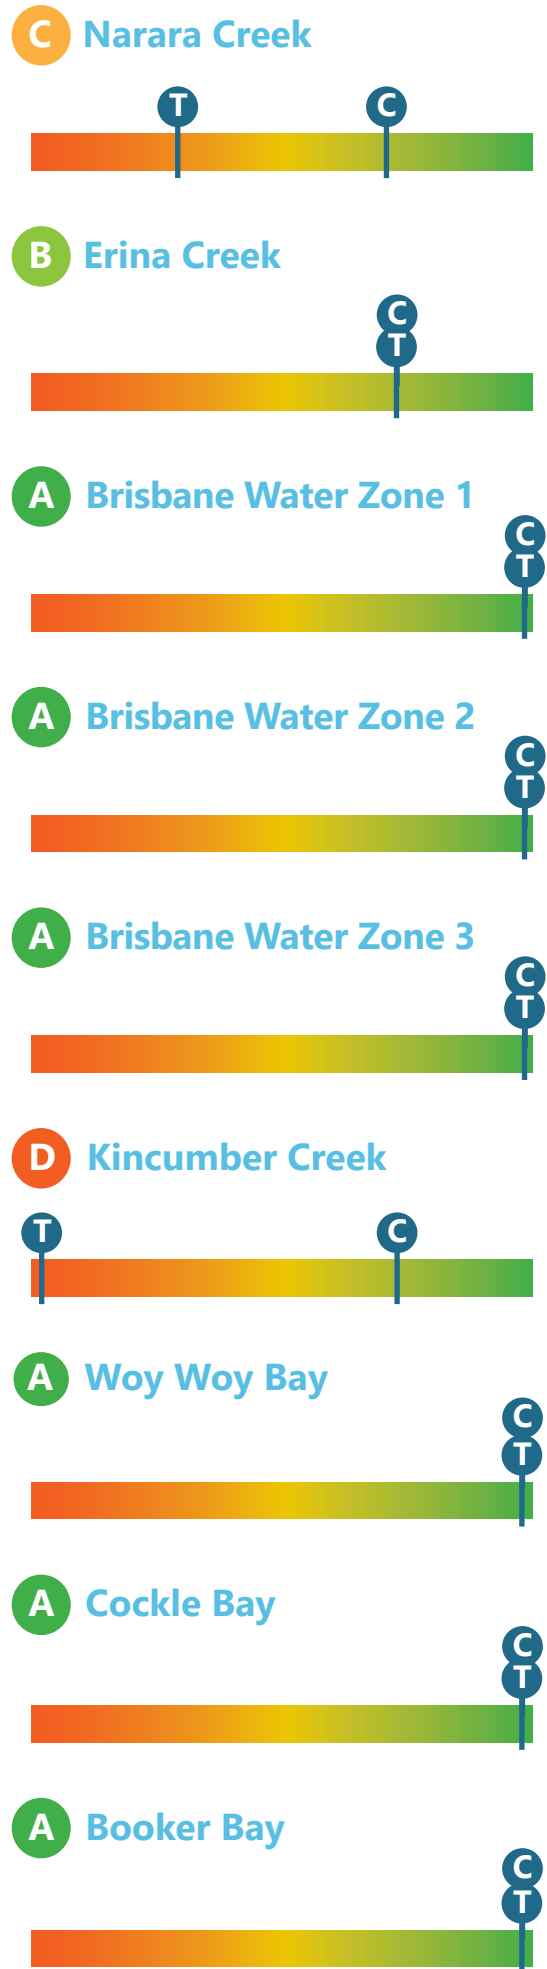 C Narara Creek
T C
B Erina Creek
C
T
A Brisbane Water Zone 1
C
T
A Brisbane Water Zone 2
C
T
A Brisbane Water Zone 3
C
T
D Kincumber Creek
T C
A Woy Woy Bay
C
T
A Cockle Bay
C
T
A Booker Bay
C
T